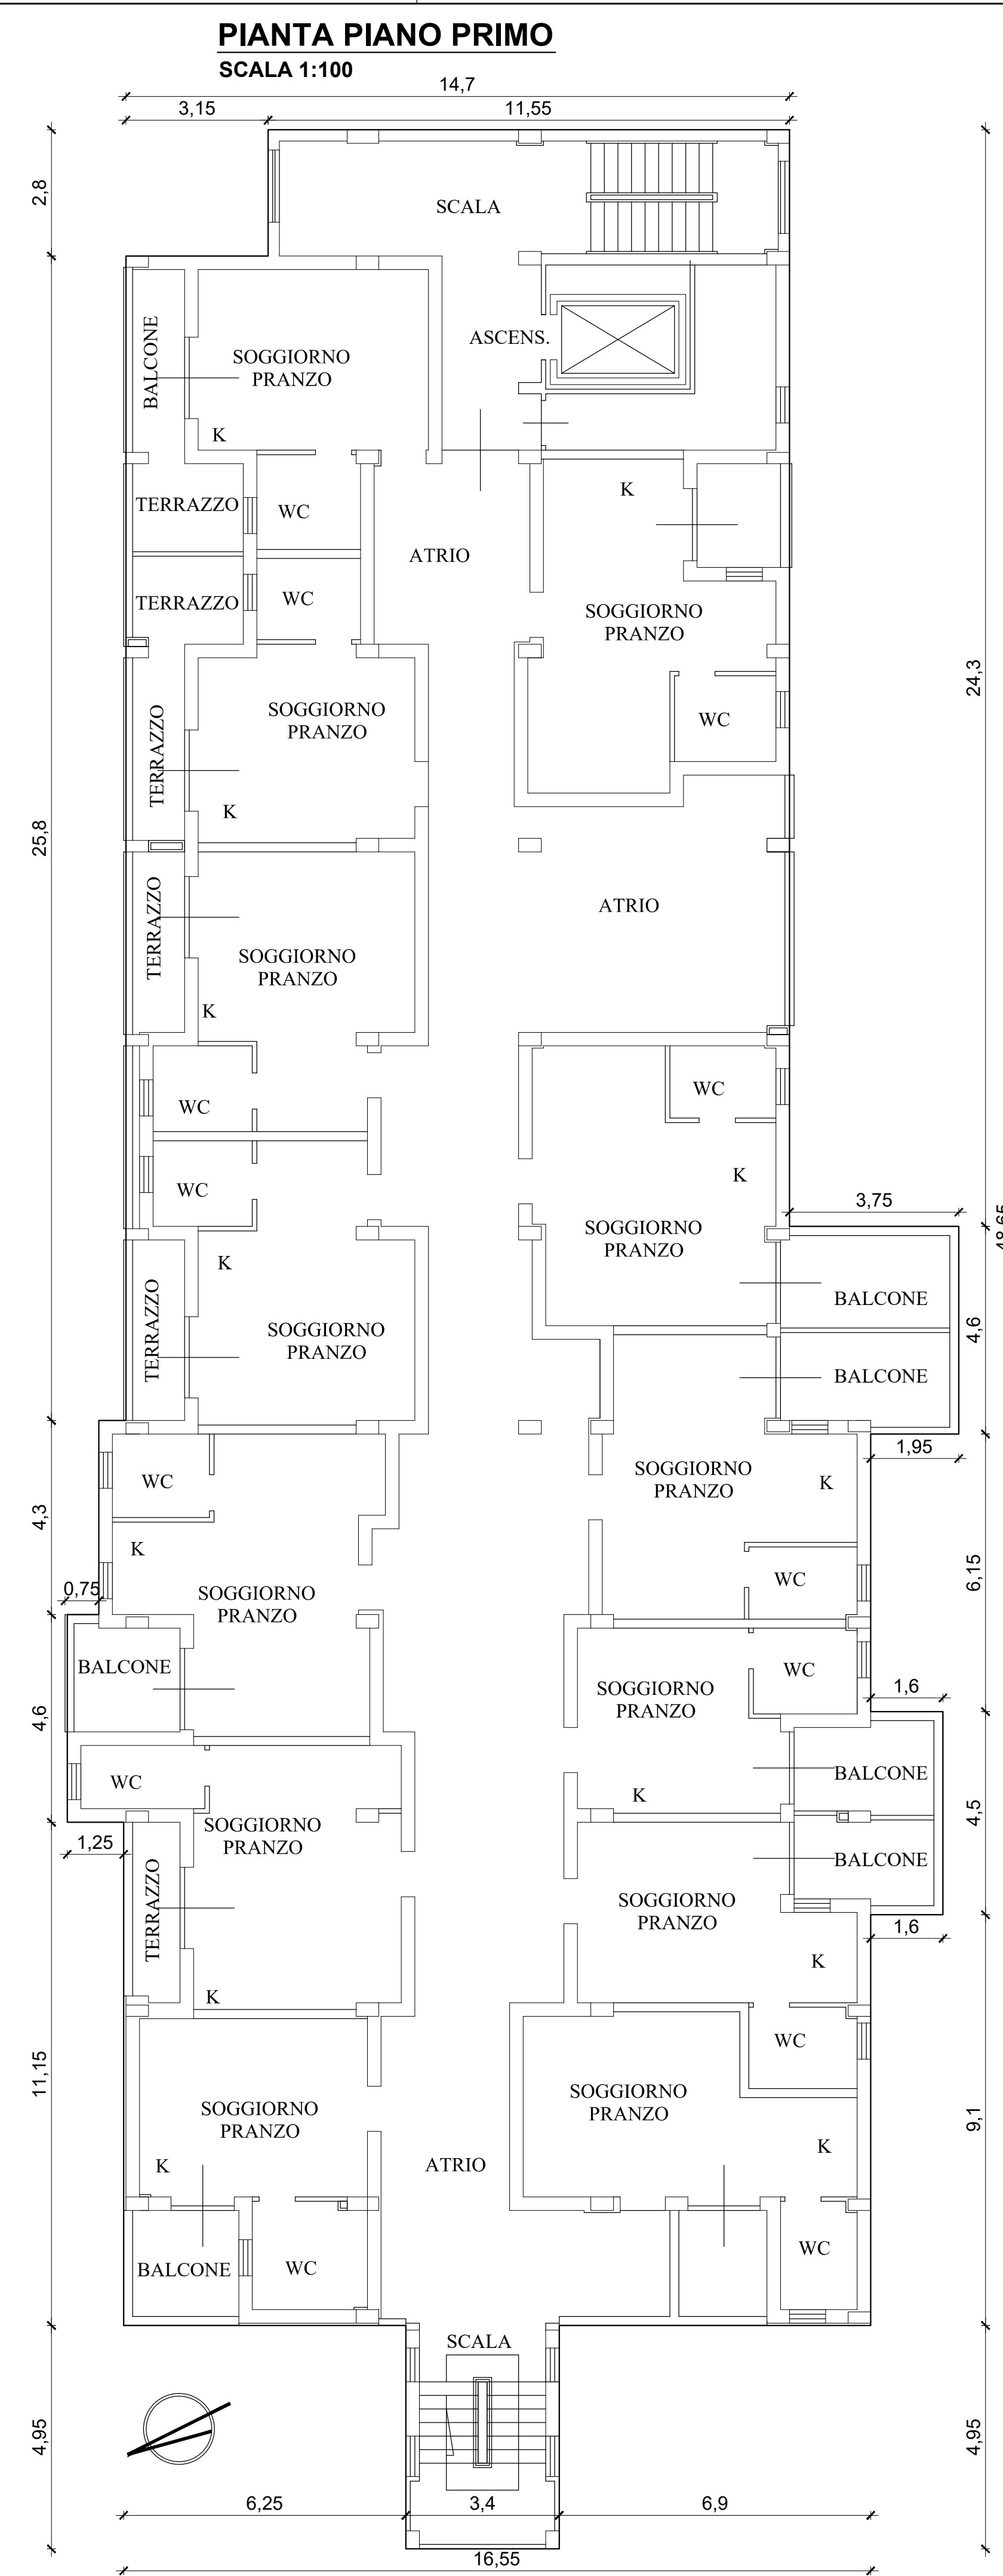 PIANTA PIANO PRIMO
SCALA 1:100
14,7
3,15
11,55
2,8
SCALA
BALCONE
SOGGIORNO
PRANZO
ASCENS.
K
K
TERRAZZO
WC
ATRIO
TERRAZZO
WC
SOGGIORNO
PRANZO
24,3
SOGGIORNO
PRANZO
WC
TERRAZZO
K
25,8
TERRAZZO
ATRIO
SOGGIORNO
PRANZO
K
WC
WC
K
WC
3,75
48,65
SOGGIORNO
PRANZO
K
BALCONE
TERRAZZO
SOGGIORNO
PRANZO
4,6
BALCONE
1,95
WC
SOGGIORNO
PRANZO
K
4,3
K
6,15
WC
0,75
SOGGIORNO
PRANZO
BALCONE
WC
SOGGIORNO
PRANZO
1,6
4,6
WC
BALCONE
K
4,5
SOGGIORNO
PRANZO
1,25
BALCONE
TERRAZZO
SOGGIORNO
PRANZO
1,6
K
K
WC
11,15
SOGGIORNO
PRANZO
SOGGIORNO
PRANZO
9,1
K
ATRIO
K
BALCONE
WC
WC
SCALA
4,95
4,95
6,25
3,4
6,9
16,55